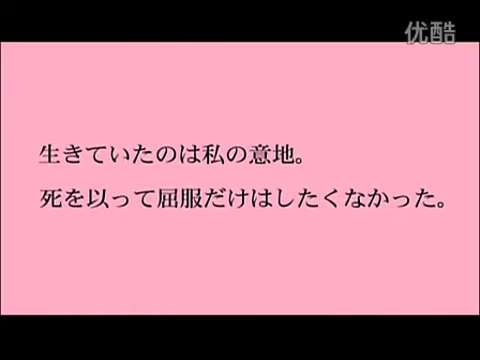 优酷
生きていたのは私の意地。
死を以って屈服だけはしたくなかった。